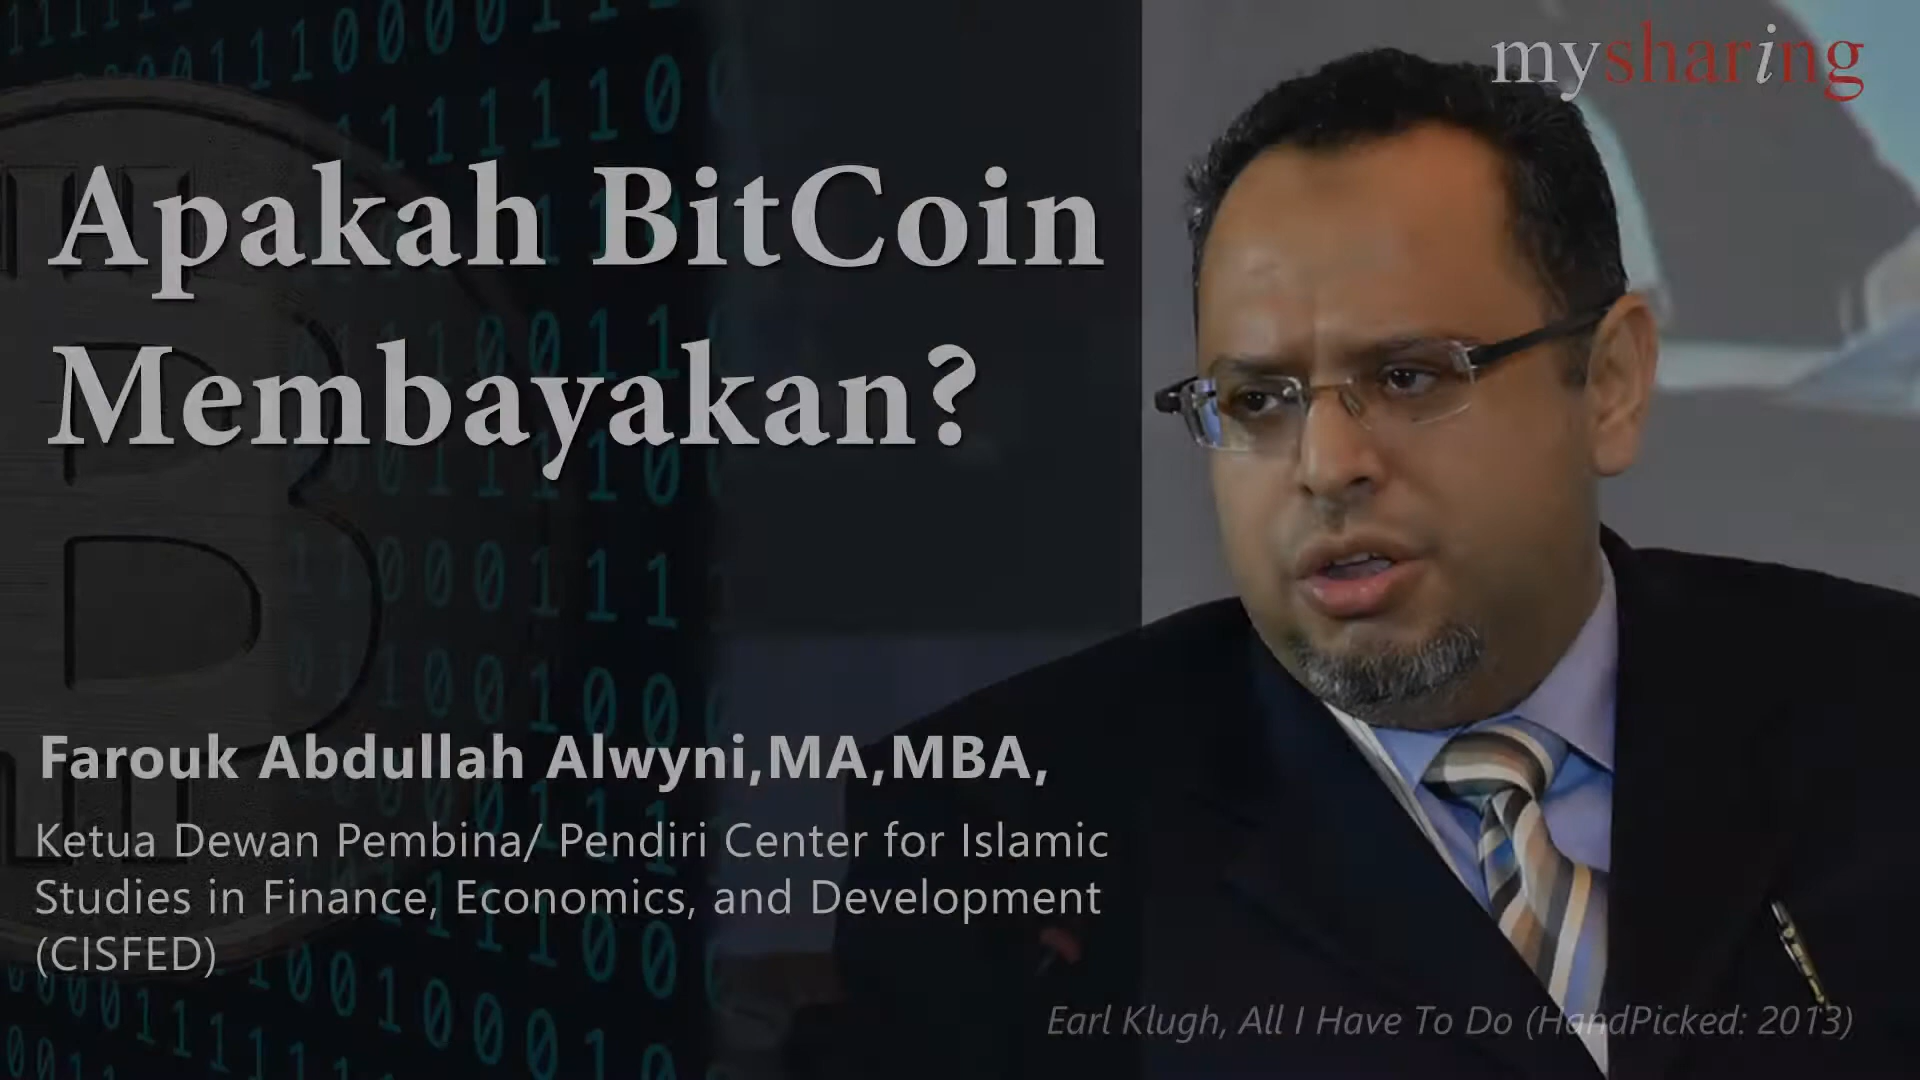 mysharing
Apakah BitCoin
Membayakan?
Farouk Abdullah Alwyni,MA,MBA,
Ketua Dewan Pembina/ Pendiri Center for Islamic
Studies in Finance, Economics, and Development
(CISFED)
Earl Klugh, All I Have To Do (HandPicked: 2013)